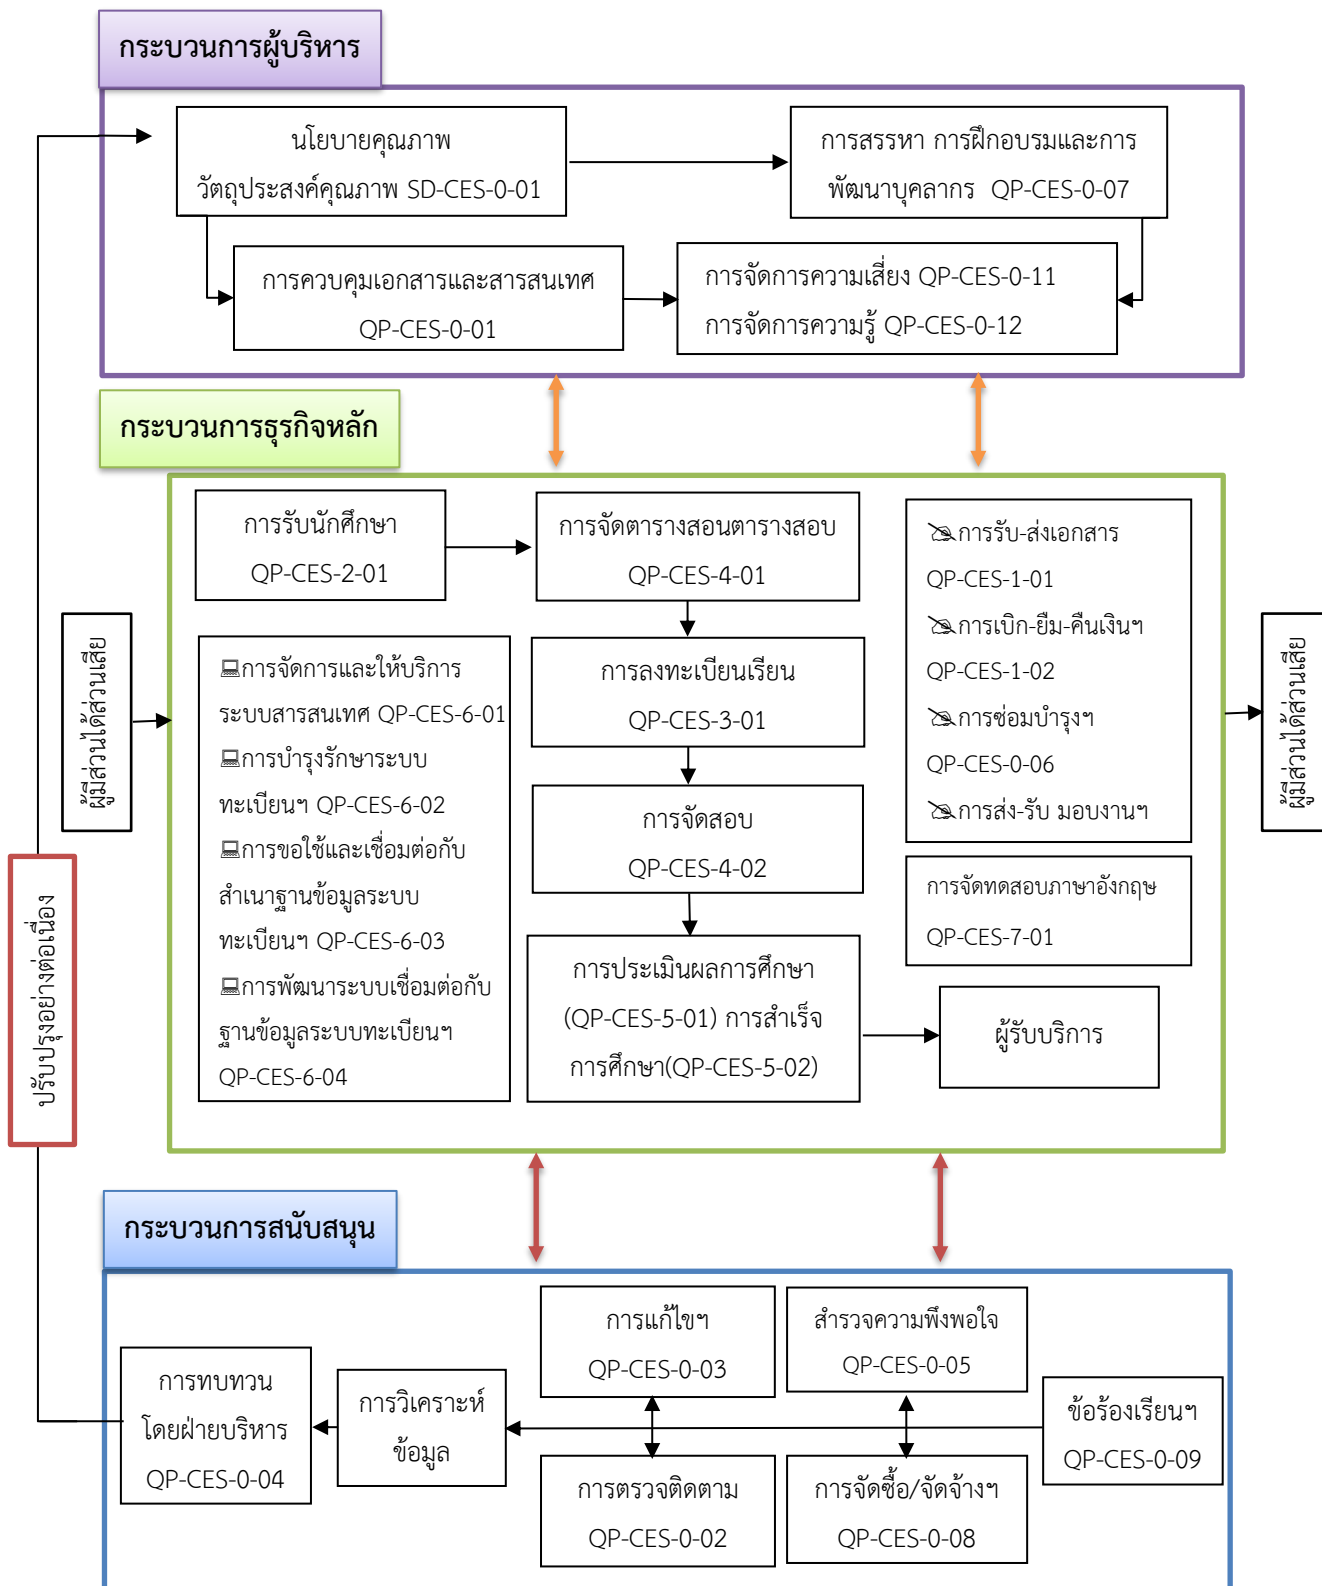 กระบวนการผู้บริหาร
นโยบายคุณภาพ
วัตถุประสงค์คุณภาพ SD-CES-0-01
การสรรหา การฝึกอบรมและการ
พัฒนาบุคลากร QP-CES-0-07
การควบคุมเอกสารและสารสนเทศ
QP-CES-0-01
การจัดการความเสี่ยง QP-CES-0-11
การจัดการความรู้ QP-CES-0-12
กระบวนการธุรกิจหลัก
การรับนักศึกษา
QP-CES-2-01
การจัดตารางสอนตารางสอบ
QP-CES-4-01
การรับ-ส่งเอกสาร
QP-CES-1-01
การเบิก-ยืม-คืนเงินฯ
QP-CES-1-02
การซ่อมบำรุงฯ
QP-CES-0-06
การส่ง-รับ มอบงานฯ
ผู้มีส่วนได้ส่วนเสีย
การจัดการและให้บริการ
ระบบสารสนเทศ QP-CES-6-01
การบำรุงรักษาระบบ
ทะเบียนฯ QP-CES-6-02
การขอใช้และเชื่อมต่อกับ
สำเนาฐานข้อมูลระบบ
ทะเบียนฯ QP-CES-6-03
การพัฒนาระบบเชื่อมต่อกับ
ฐานข้อมูลระบบทะเบียนฯ
QP-CES-6-04
การลงทะเบียนเรียน
QP-CES-3-01
การจัดสอบ
QP-CES-4-02
การประเมินผลการศึกษา
(QP-CES-5-01) การสำเร็จ
การศึกษา(QP-CES-5-02)
การจัดทดสอบภาษาอังกฤษ
QP-CES-7-01
ผู้รับบริการ
ผู้มีส่วนได้ส่วนเสีย
ปรับปรุงอย่างต่อเนื่อง
กระบวนการสนับสนุน
การทบทวน
โดยฝ่ายบริหาร
QP-CES-0-04
การวิเคราะห์
ข้อมูล
การแก้ไขฯ
QP-CES-0-03
สำรวจความพึงพอใจ
QP-CES-0-05
การตรวจติดตาม
QP-CES-0-02
การจัดซื้อ/จัดจ้างฯ
QP-CES-0-08
ข้อร้องเรียนฯ
QP-CES-0-09